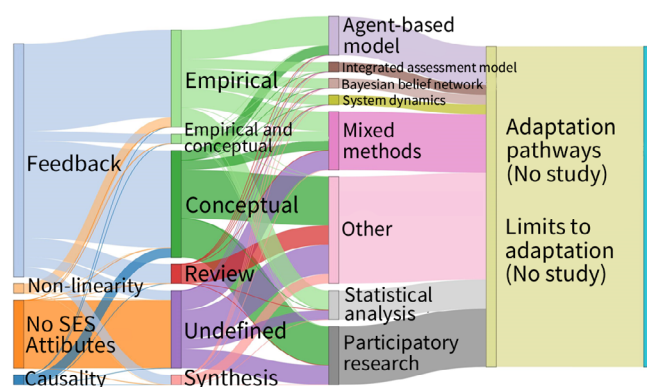 Feedback
Non-linearity
No SES
Attibutes
Causality
Empirical
Empirical and
conceptual
Conceptual
Review
Undefined
Synthesis
Agent-based
model
Integrated assessment model
Bayesian belief network
System dynamics
Mixed
methods
Other
Statistical
analysis
Participatory
research
Adaptation
pathways
(No study)
Limits to
adaptation
(No study)